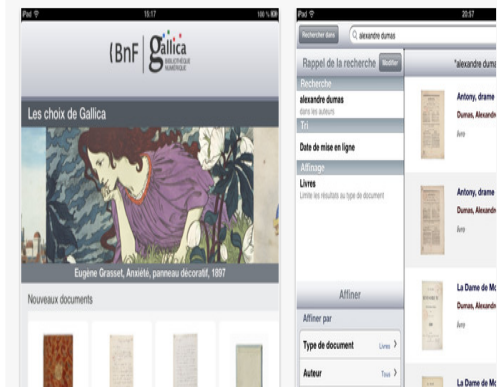 iPad
15:17
100 %
{BnF
gallica
BIBLIOTHÈQUE
NUMÉRIQUE
Les choix de Gallica
Eugène Grasset, Anxiété, panneau décoratif, 1897
Nouveaux documents
iPad
20:57
Rechercher dans
alexandre dumas
Rappel de la recherche
Modifier
Recherche
alexandre dumas
dans les auteurs
Tri
Date de mise en ligne
Affinage
Livres
Limite les résultats au type de document
Affiner
Affiner par
Type de document
Livres
Auteur
Tous
"alexandre duma
Antony, drame
Dumas, Alexandr
livre
Antony, drame
Dumas, Alexandr
livre
La Dame de Mo
Dumas, Alexandr
livre
La Dame de Mo